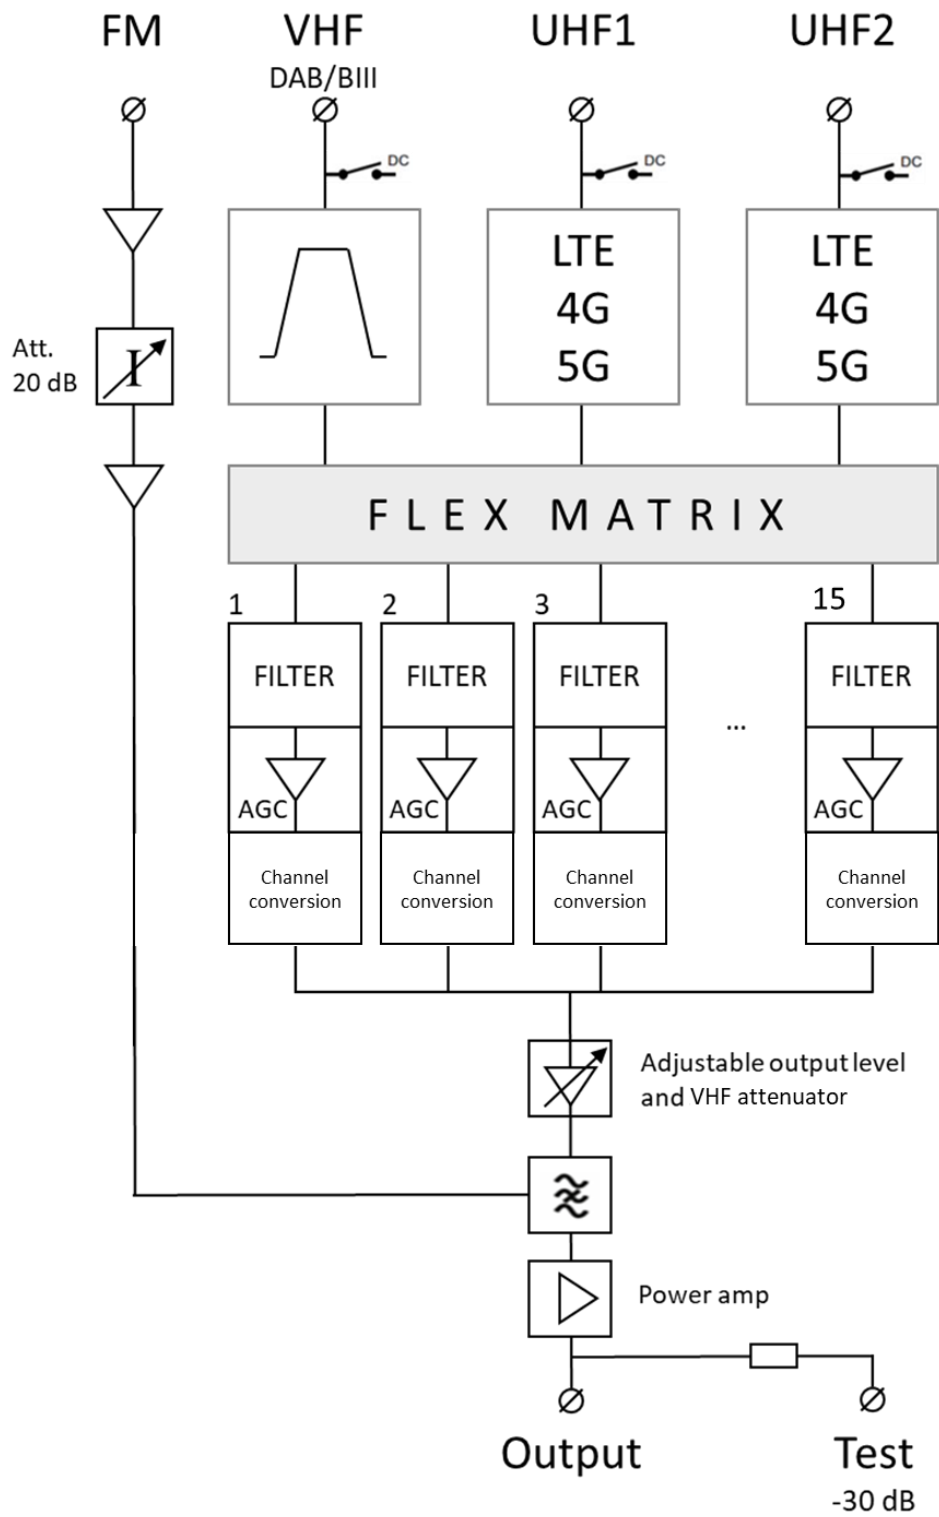 FM
VHF
UHF1
UHF2
DAB/BIII
DC
DC
DC
LTE
4G
5G
LTE
4G
5G
Att.
20 dB
I
FLEX MATRIX
1
2
3
15
FILTER
FILTER
FILTER
FILTER
...
AGC
AGC
AGC
AGC
Channel
conversion
Channel
conversion
Channel
conversion
Channel
conversion
Adjustable output level
and VHF attenuator
Power amp
Output
Test
-30 dB